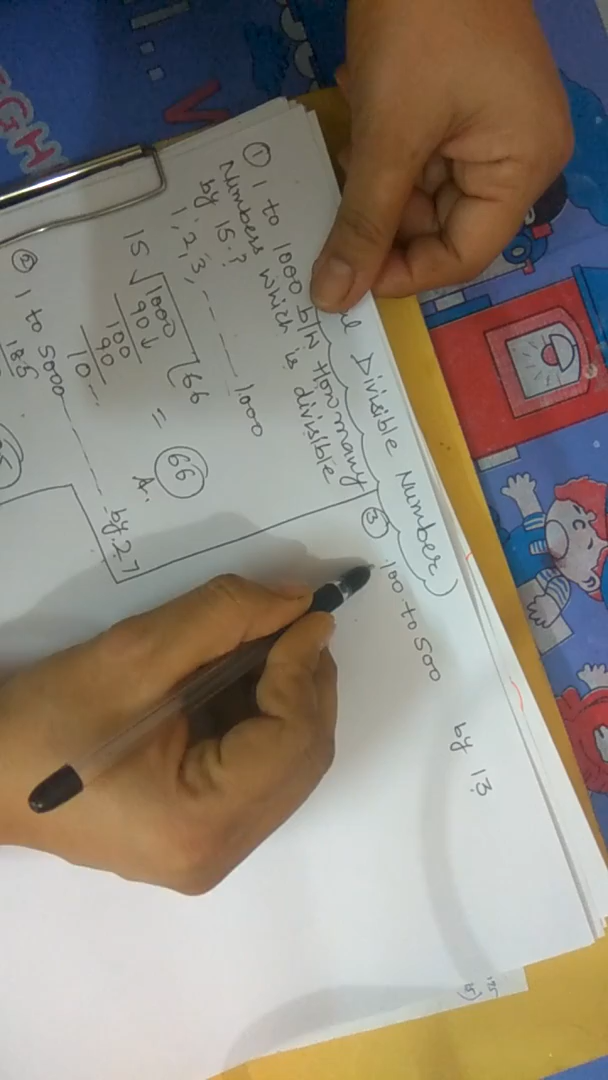 Divisible Number)
① 1 to 1000 b/w How many
Numbers which is divisible
by 15.?
1, 2, 3, ------ 1000
15 √1000 66
90↓
100
90
10
= 66 A.
② 1 to 5000 ------ by 27
185
③ 100 to 500 by 13
185